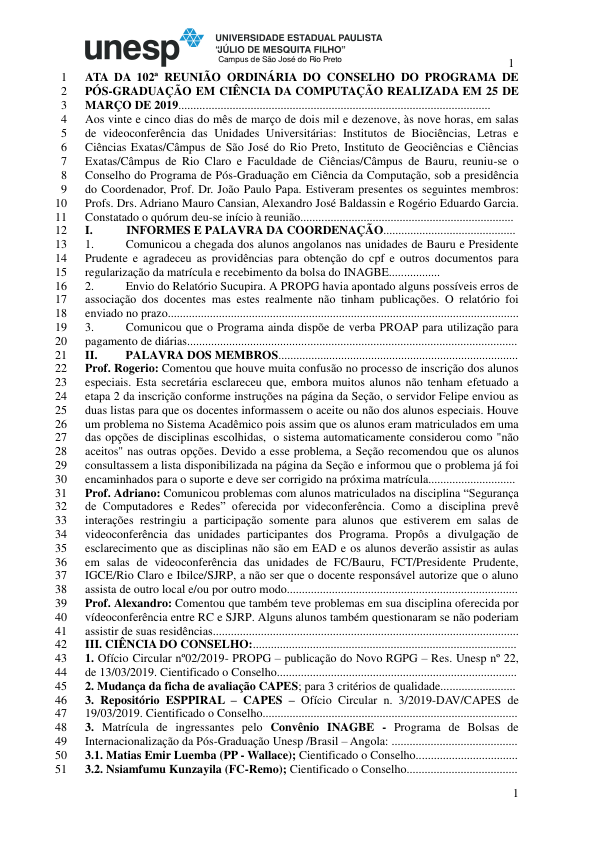 unesp
UNIVERSIDADE ESTADUAL PAULISTA
“JÚLIO DE MESQUITA FILHO”
Campus de São José do Rio Preto
1
1 ATA DA 102ª REUNIÃO ORDINÁRIA DO CONSELHO DO PROGRAMA DE
2 PÓS-GRADUAÇÃO EM CIÊNCIA DA COMPUTAÇÃO REALIZADA EM 25 DE
3 MARÇO DE 2019........................................................................................................
4 Aos vinte e cinco dias do mês de março de dois mil e dezenove, às nove horas, em salas
5 de videoconferência das Unidades Universitárias: Institutos de Biociências, Letras e
6 Ciências Exatas/Câmpus de São José do Rio Preto, Instituto de Geociências e Ciências
7 Exatas/Câmpus de Rio Claro e Faculdade de Ciências/Câmpus de Bauru, reuniu-se o
8 Conselho do Programa de Pós-Graduação em Ciência da Computação, sob a presidência
9 do Coordenador, Prof. Dr. João Paulo Papa. Estiveram presentes os seguintes membros:
10 Profs. Drs. Adriano Mauro Cansian, Alexandro José Baldassin e Rogério Eduardo Garcia.
11 Constatado o quórum deu-se início à reunião.......................................................................
12 I. INFORMES E PALAVRA DA COORDENAÇÃO............................................
13 1. Comunicou a chegada dos alunos angolanos nas unidades de Bauru e Presidente
14 Prudente e agradeceu as providências para obtenção do cpf e outros documentos para
15 regularização da matrícula e recebimento da bolsa do INAGBE.................
16 2. Envio do Relatório Sucupira. A PROPG havia apontado alguns possíveis erros de
17 associação dos docentes mas estes realmente não tinham publicações. O relatório foi
18 enviado no prazo.....................................................................................................................
19 3. Comunicou que o Programa ainda dispõe de verba PROAP para utilização para
20 pagamento de diárias..............................................................................................................
21 II. PALAVRA DOS MEMBROS................................................................................
22 Prof. Rogerio: Comentou que houve muita confusão no processo de inscrição dos alunos
23 especiais. Esta secretária esclareceu que, embora muitos alunos não tenham efetuado a
24 etapa 2 da inscrição conforme instruções na página da Seção, o servidor Felipe enviou as
25 duas listas para que os docentes informassem o aceite ou não dos alunos especiais. Houve
26 um problema no Sistema Acadêmico pois assim que os alunos eram matriculados em uma
27 das opções de disciplinas escolhidas, o sistema automaticamente considerou como "não
28 aceitos" nas outras opções. Devido a esse problema, a Seção recomendou que os alunos
29 consultassem a lista disponibilizada na página da Seção e informou que o problema já foi
30 encaminhados para o suporte e deve ser corrigido na próxima matrícula.............................
31 Prof. Adriano: Comunicou problemas com alunos matriculados na disciplina “Segurança
32 de Computadores e Redes” oferecida por videconferência. Como a disciplina prevê
33 interações restringiu a participação somente para alunos que estiverem em salas de
34 videoconferência das unidades participantes dos Programa. Propôs a divulgação de
35 esclarecimento que as disciplinas não são em EAD e os alunos deverão assistir as aulas
36 em salas de videoconferência das unidades de FC/Bauru, FCT/Presidente Prudente,
37 IGCE/Rio Claro e Ibilce/SJRP, a não ser que o docente responsável autorize que o aluno
38 assista de outro local e/ou por outro modo.............................................................................
39 Prof. Alexandro: Comentou que também teve problemas em sua disciplina oferecida por
40 vídeoconferência entre RC e SJRP. Alguns alunos também questionaram se não poderiam
41 assistir de suas residências......................................................................................................
42 III. CIÊNCIA DO CONSELHO:.........................................................................................
43 1. Ofício Circular nº02/2019- PROPG – publicação do Novo RGPG – Res. Unesp nº 22,
44 de 13/03/2019. Cientificado o Conselho................................................................................
45 2. Mudança da ficha de avaliação CAPES; para 3 critérios de qualidade.........................
46 3. Repositório ESPPIRAL – CAPES – Ofício Circular n. 3/2019-DAV/CAPES de
47 19/03/2019. Cientificado o Conselho.....................................................................................
48 3. Matrícula de ingressantes pelo Convênio INAGBE - Programa de Bolsas de
49 Internacionalização da Pós-Graduação Unesp /Brasil – Angola: ..........................................
50 3.1. Matias Emir Luemba (PP - Wallace); Cientificado o Conselho..................................
51 3.2. Nsiamfumu Kunzayila (FC-Remo); Cientificado o Conselho.....................................
1